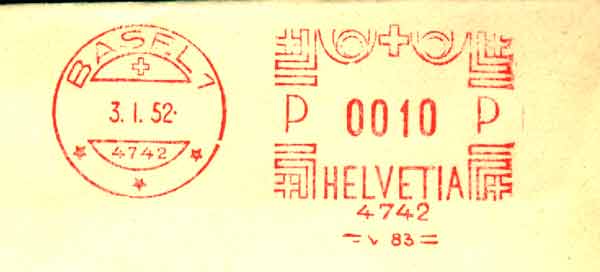 BASEL 1
3. I. 52
4742
P 0010 P
HELVETIA
4742
83